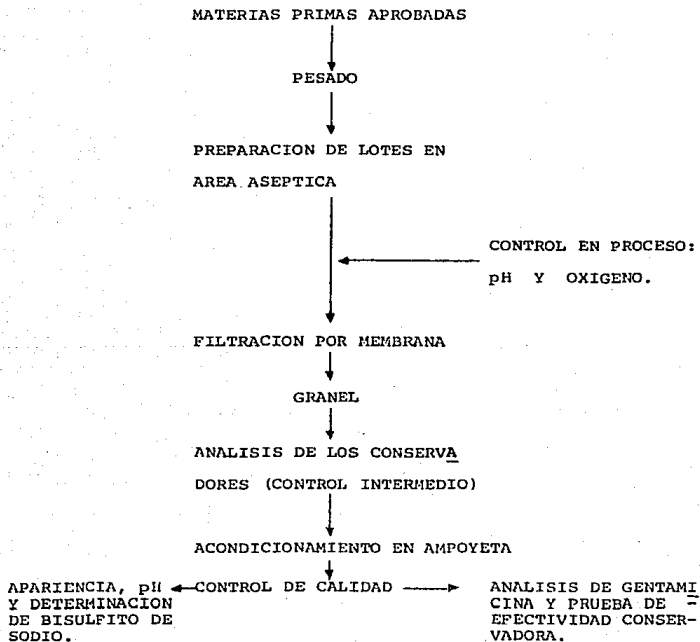 MATERIAS PRIMAS APROBADAS
PESADO
PREPARACION DE LOTES EN
AREA ASEPTICA
CONTROL EN PROCESO:
pH Y OXIGENO.
FILTRACION POR MEMBRANA
GRANEL
ANALISIS DE LOS CONSERVA
DORES (CONTROL INTERMEDIO)
ACONDICIONAMIENTO EN AMPOYETA
CONTROL DE CALIDAD
APARIENCIA, pH
Y DETERMINACION
DE BISULFITO DE
SODIO.
ANALISIS DE GENTAMI
CINA Y PRUEBA DE =
EFECTIVIDAD CONSER-
VADORA.